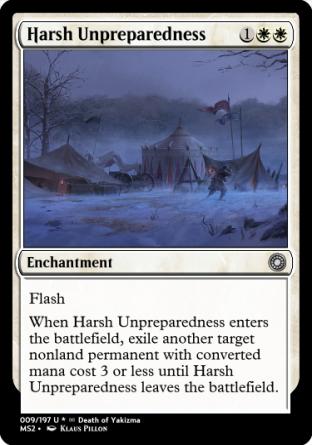 Harsh Unpreparedness 1
Enchantment
Flash
When Harsh Unpreparedness enters
the battlefield, exile another target
nonland permanent with converted
mana cost 3 or less until Harsh
Unpreparedness leaves the battlefield.
009/197 U * ∞ Death of Yakizma
MS2 • KLAUS PILLON